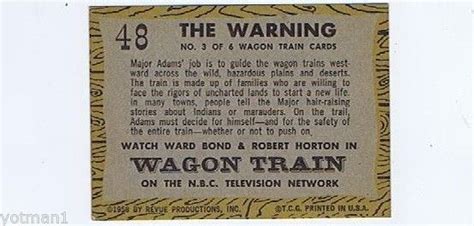 48
THE WARNING
NO. 3 OF 6 WAGON TRAIN CARDS
Major Adams' job is to guide the wagon trains west-
ward across the wild, hazardous plains and deserts.
The train is made up of families who are willing
to face the rigors of uncharted lands to start a new life.
In many towns, people tell the Major hair-raising
stories about Indians or marauders. On the trail,
Adams must decide for himself—and for the safety of
the entire train—whether or not to push on.
WATCH WARD BOND & ROBERT HORTON IN
WAGON TRAIN
ON THE N.B.C. TELEVISION NETWORK
©1958 BY REVUE PRODUCTIONS, INC. ©T.C.G. PRINTED IN U.S.A.
yotman1